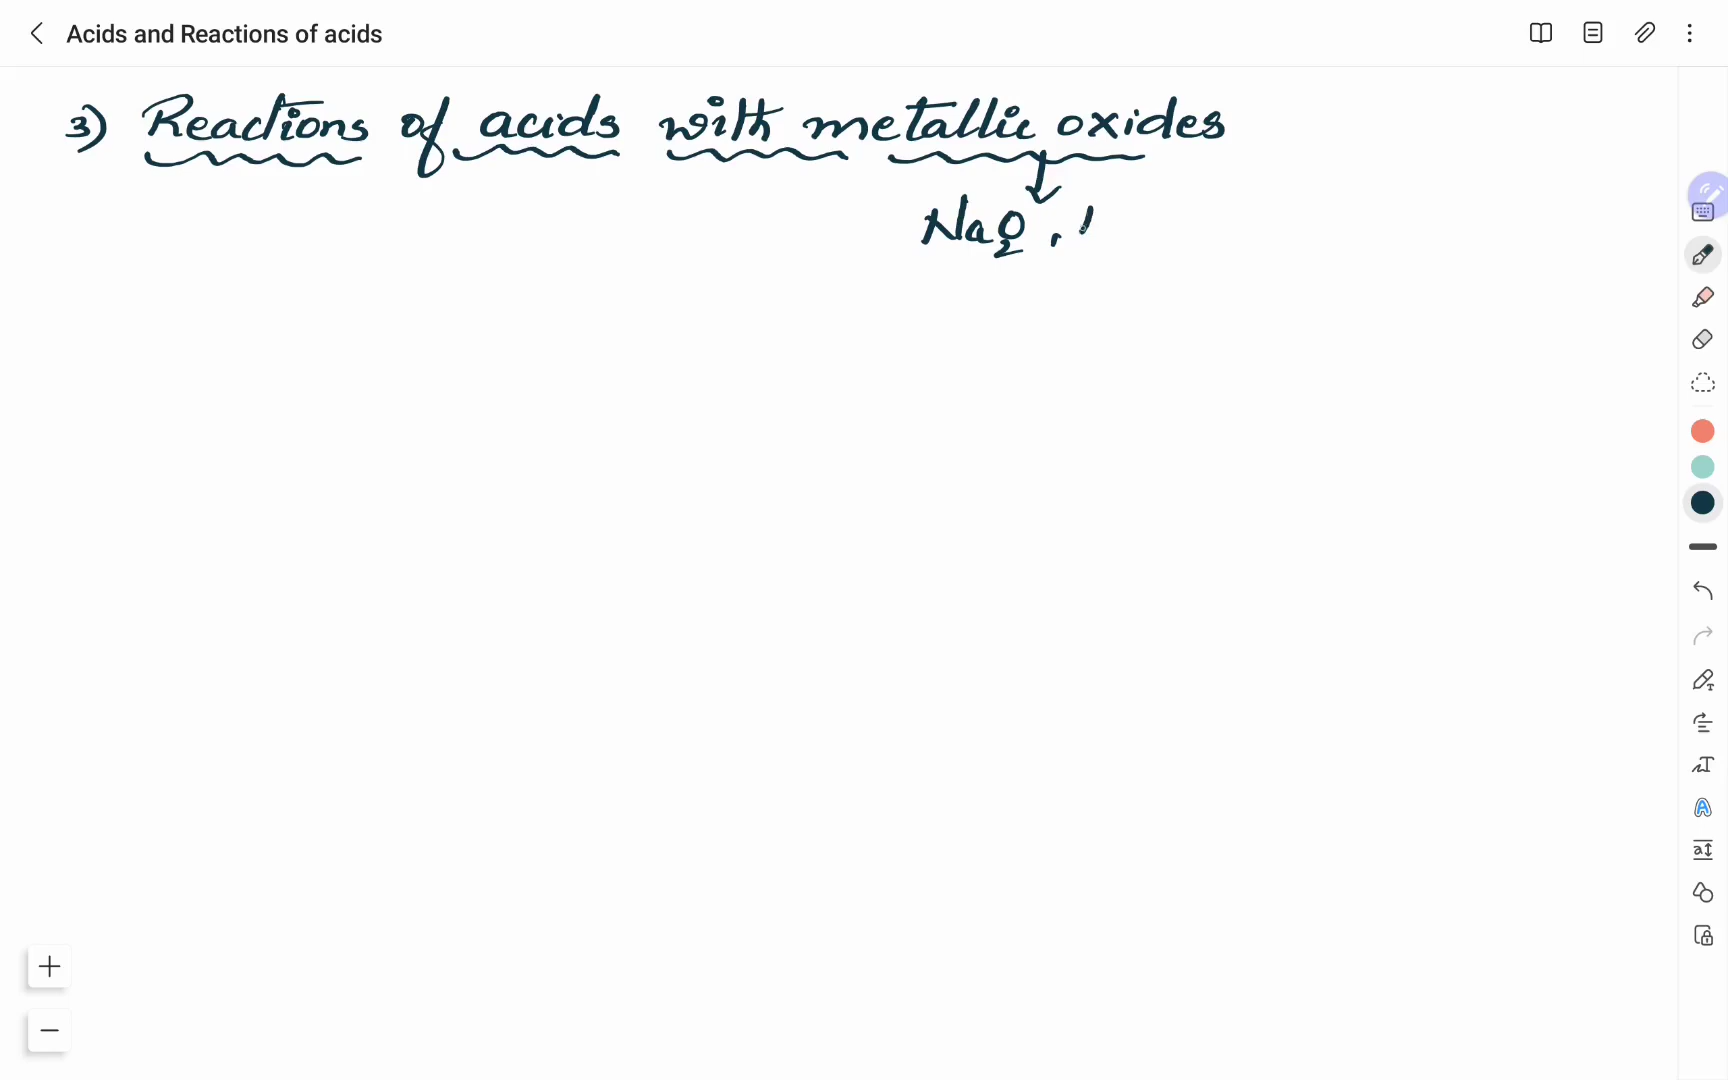 Acids and Reactions of acids
3) Reactions of acids with metallic oxides
Na2O,